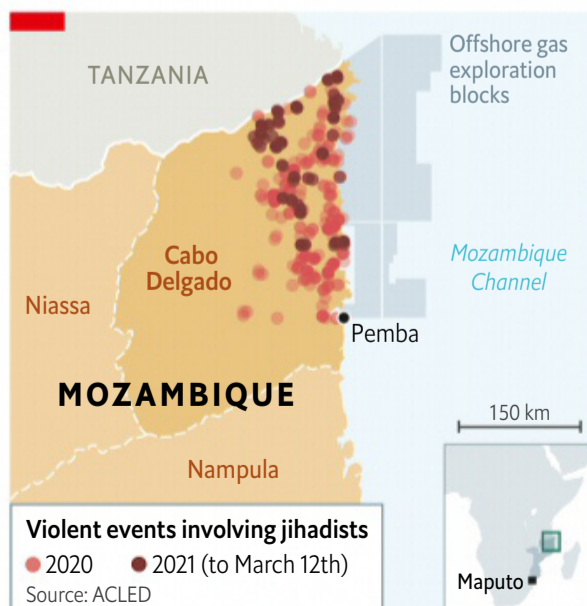 TANZANIA
Offshore gas
exploration
blocks
Cabo
Delgado
Mozambique
Channel
Niassa
Pemba
MOZAMBIQUE
150 km
Nampula
Violent events involving jihadists
2020 2021 (to March 12th)
Source: ACLED
Maputo